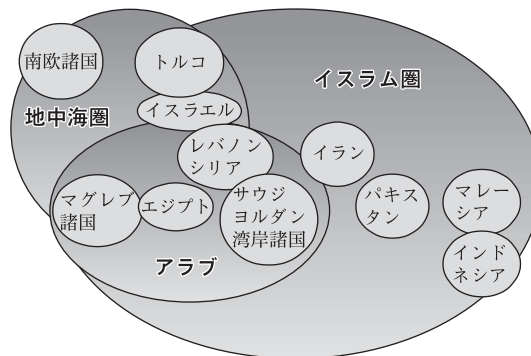 南欧諸国
トルコ
イスラム圏
地中海圏
イスラエル
レバノン
シリア
イラン
マグレブ
諸国
エジプト
サウジ
ヨルダン
湾岸諸国
パキス
タン
マレー
シア
アラブ
インド
ネシア